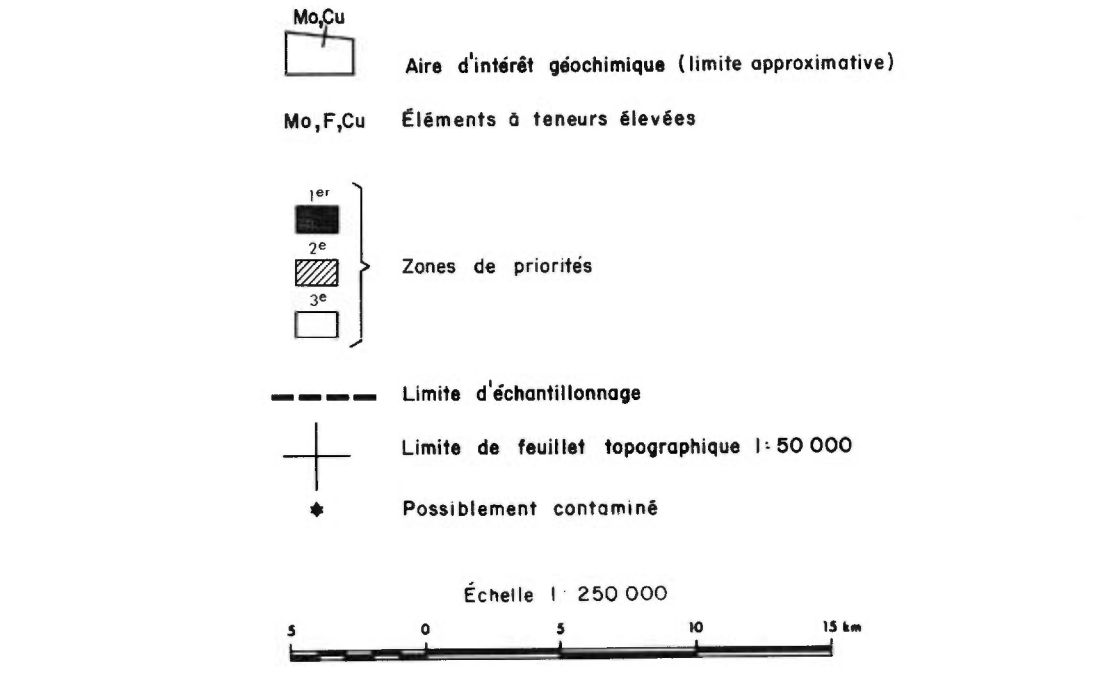 Mo,Cu
Aire d'intérêt géochimique (limite approximative)
Mo,F,Cu Éléments à teneurs élevées
1er
2e
Zones de priorités
3e
Limite d'échantillonnage
Limite de feuillet topographique 1:50 000
Possiblement contaminé
Échelle 1:250 000
5 0 5 10 15 km